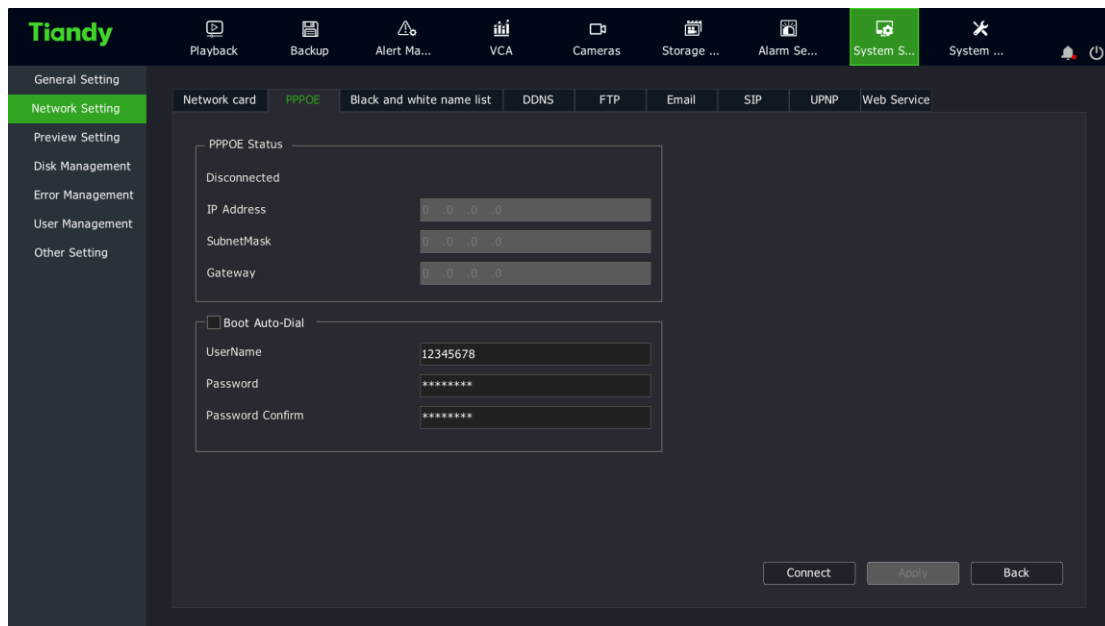 Tiandy
Playback Backup Alert Ma... VCA Cameras Storage ... Alarm Se... System S... System ...
General Setting
Network Setting
Preview Setting
Disk Management
Error Management
User Management
Other Setting
Network card PPPOE Black and white name list DDNS FTP Email SIP UPNP Web Service
PPPOE Status
Disconnected
IP Address 0 .0 .0 .0
SubnetMask 0 .0 .0 .0
Gateway 0 .0 .0 .0
Boot Auto-Dial
UserName 12345678
Password ********
Password Confirm ********
Connect Apply Back